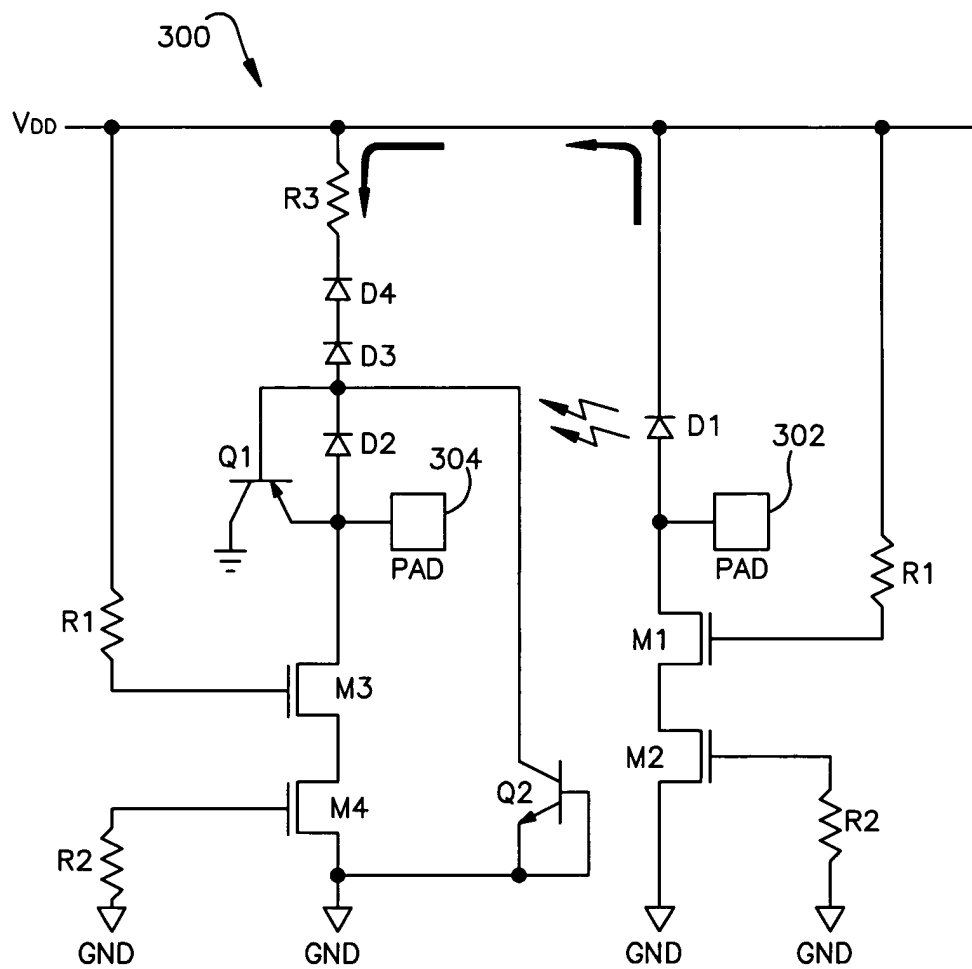 300
VDD
R3
D4
D3
D2
D1
Q1
304
302
PAD
PAD
R1
R1
M1
M3
M2
M4
Q2
R2
R2
GND
GND
GND
GND